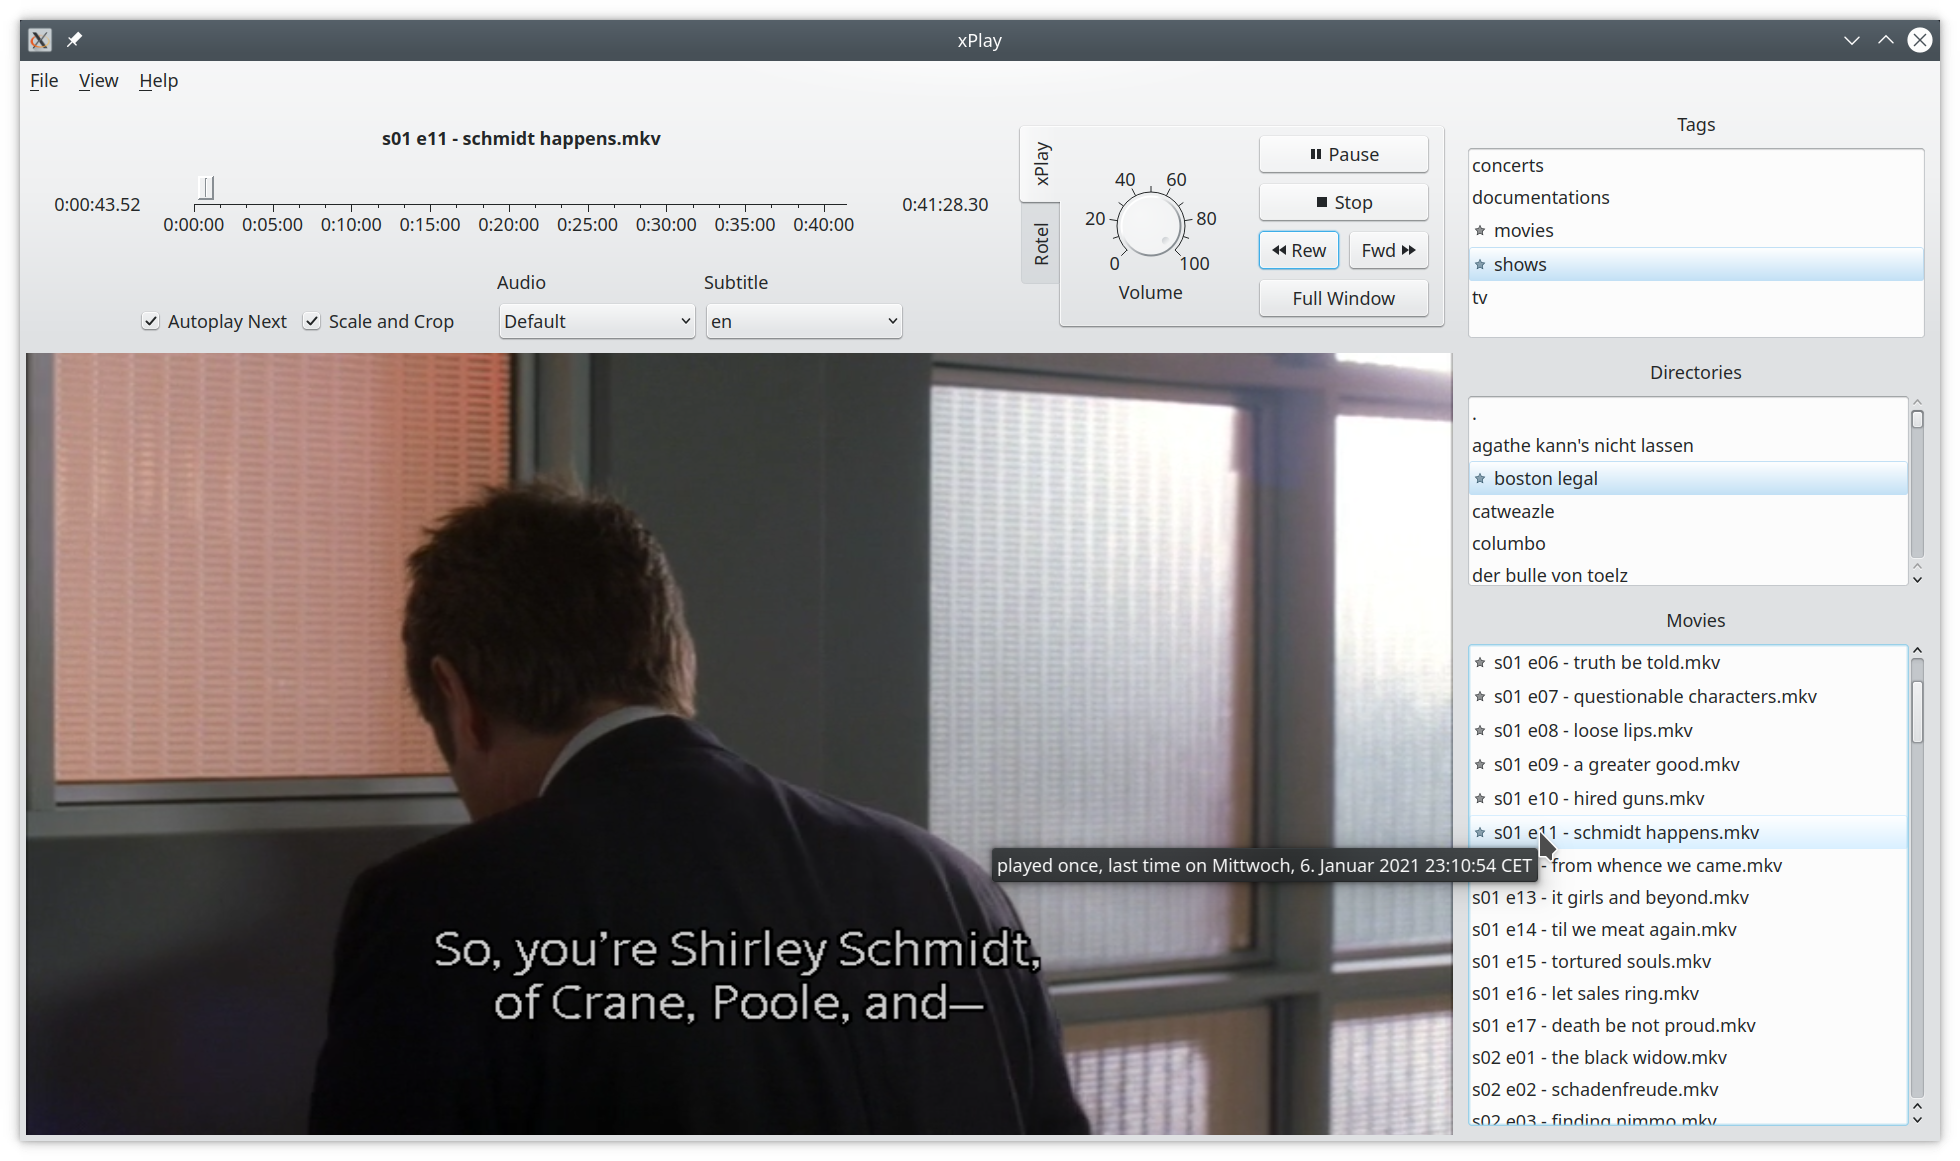 xPlay
File View Help
s01 e11 - schmidt happens.mkv
0:00:43.52
0:00:00 0:05:00 0:10:00 0:15:00 0:20:00 0:25:00 0:30:00 0:35:00 0:40:00
0:41:28.30
Audio Subtitle
Autoplay Next Scale and Crop Default en
xPlay
Rotel
0 20 40 60 80 100
Volume
Pause
Stop
Rew Fwd
Full Window
Tags
concerts
documentations
movies
shows
tv
Directories
.
agathe kann's nicht lassen
boston legal
catweazle
columbo
der bulle von toelz
Movies
s01 e06 - truth be told.mkv
s01 e07 - questionable characters.mkv
s01 e08 - loose lips.mkv
s01 e09 - a greater good.mkv
s01 e10 - hired guns.mkv
s01 e11 - schmidt happens.mkv
played once, last time on Mittwoch, 6. Januar 2021 23:10:54 CET
- from whence we came.mkv
s01 e13 - it girls and beyond.mkv
s01 e14 - til we meat again.mkv
s01 e15 - tortured souls.mkv
s01 e16 - let sales ring.mkv
s01 e17 - death be not proud.mkv
s02 e01 - the black widow.mkv
s02 e02 - schadenfreude.mkv
s02 e03 - finding nimmo.mkv
So, you're Shirley Schmidt,
of Crane, Poole, and—